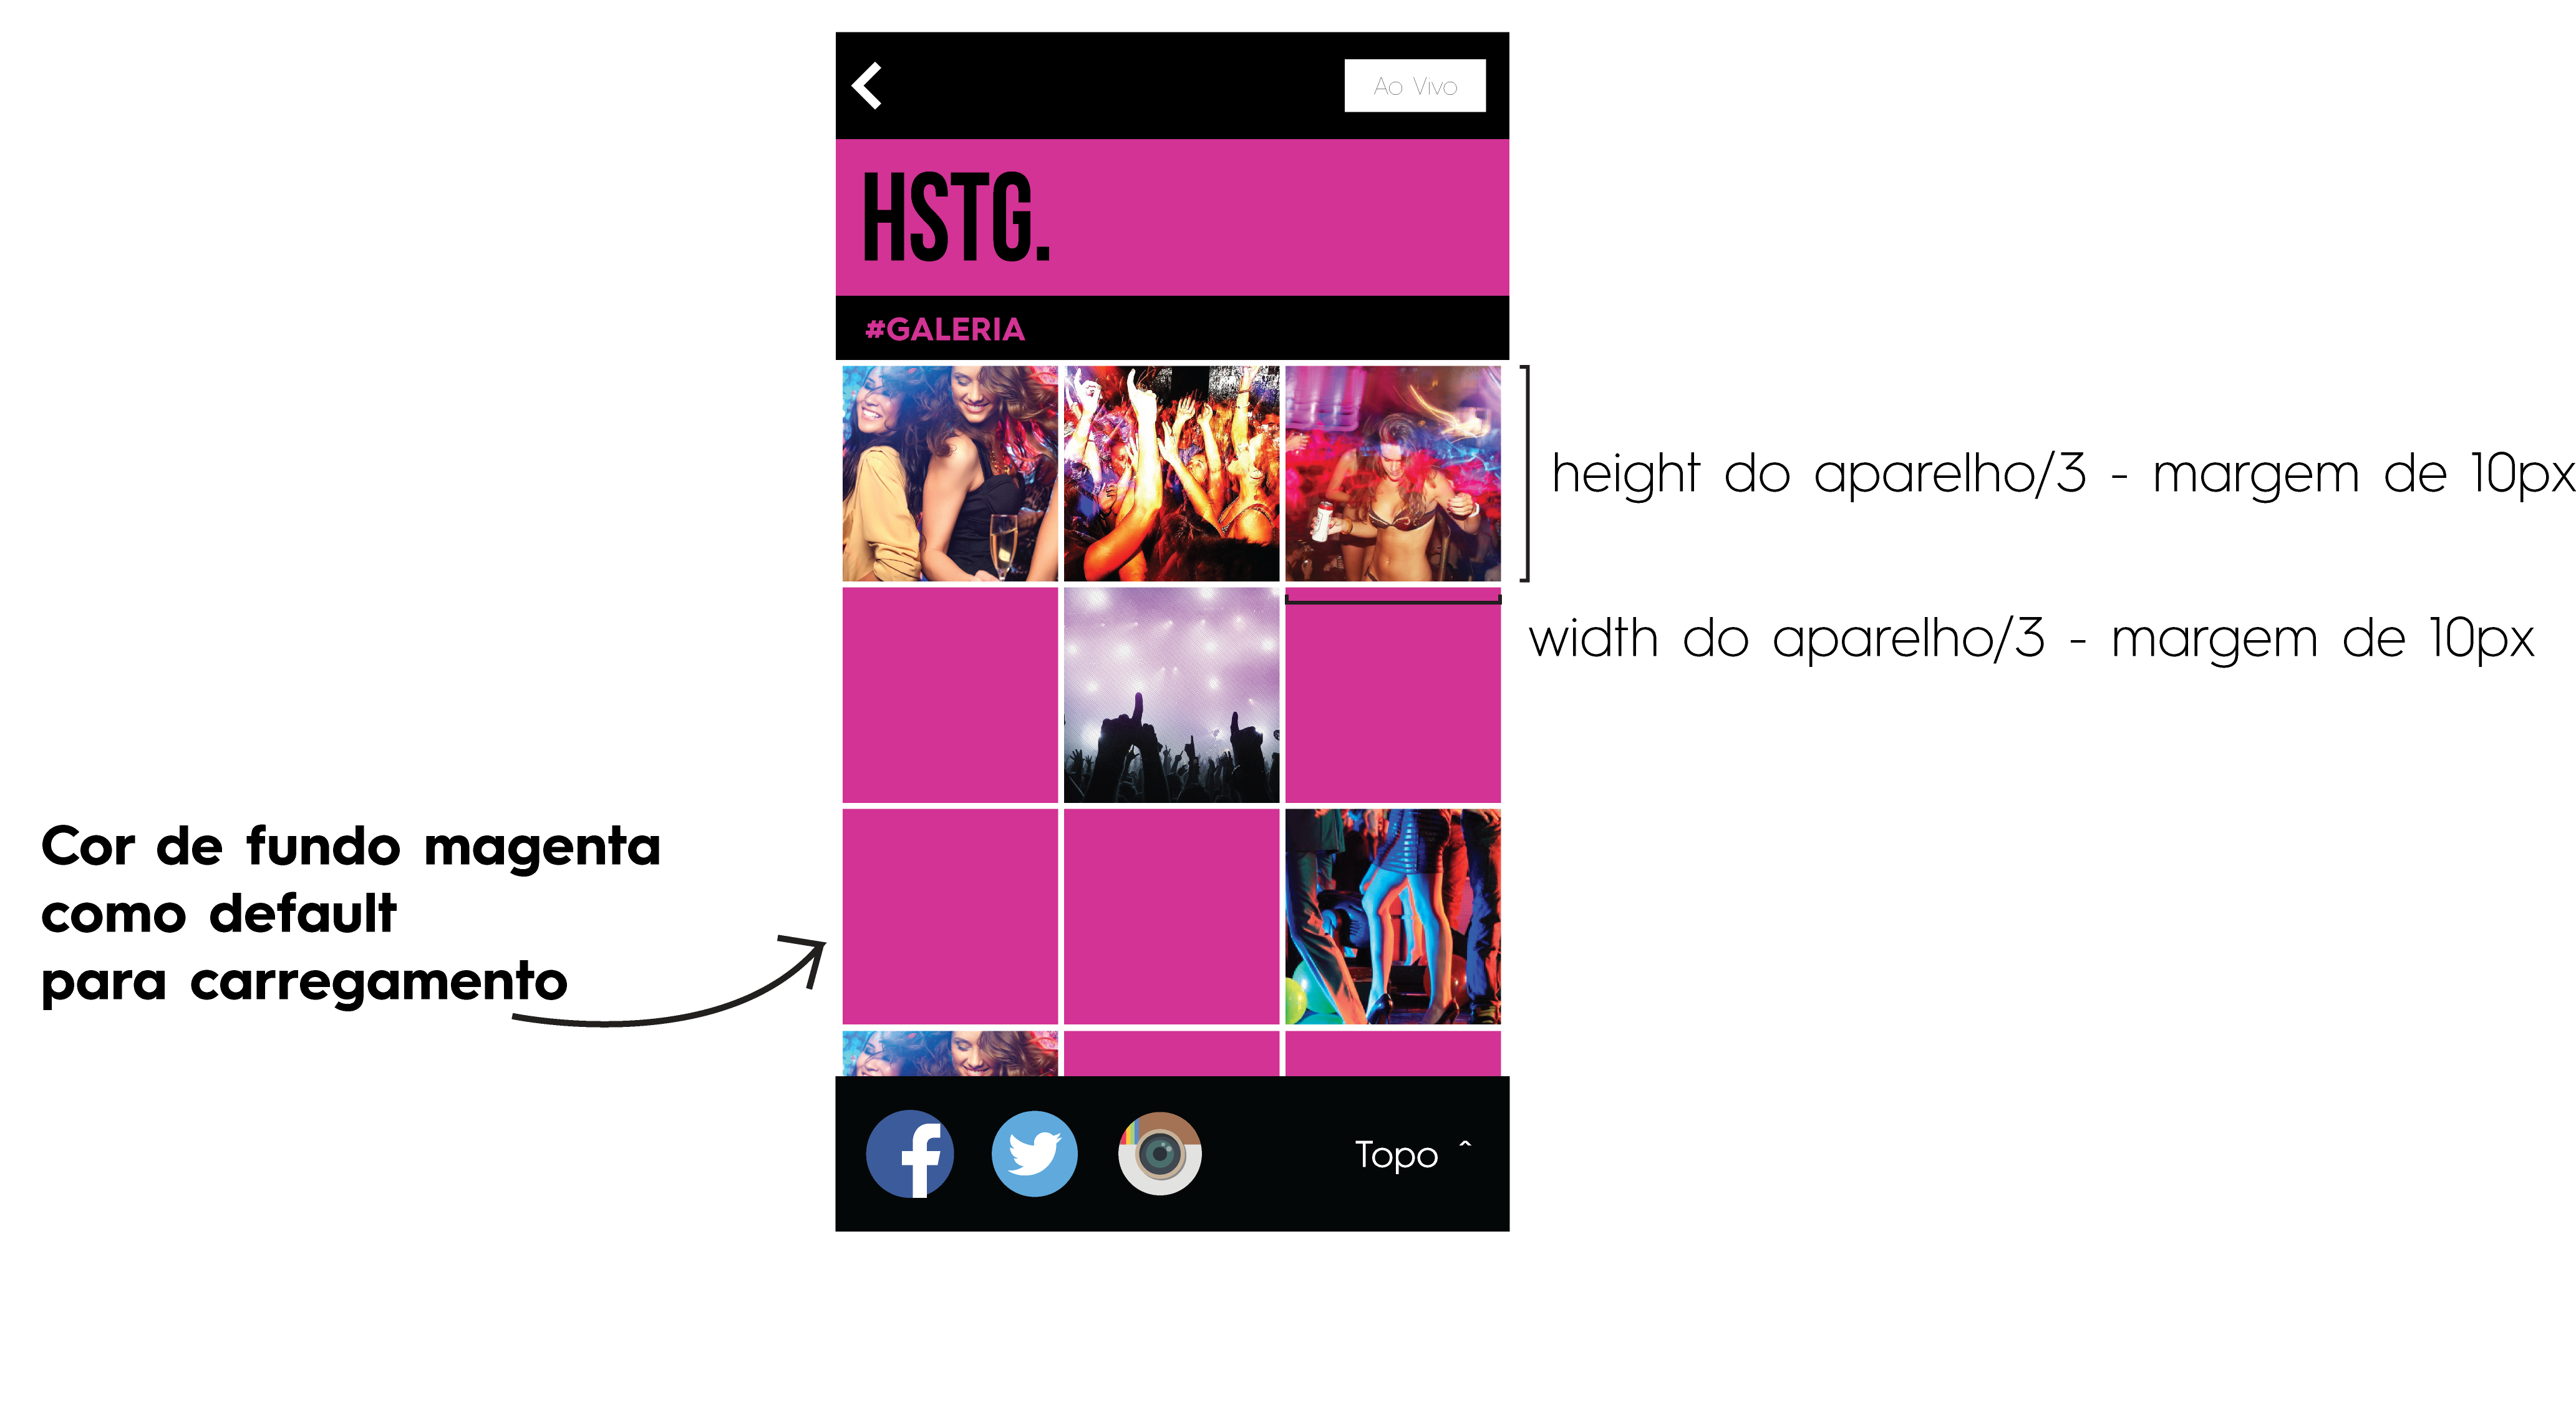 Ao Vivo
HSTG.
#GALERIA
height do aparelho/3 - margem de 10px
width do aparelho/3 - margem de 10px
Cor de fundo magenta
como default
para carregamento
Topo ^